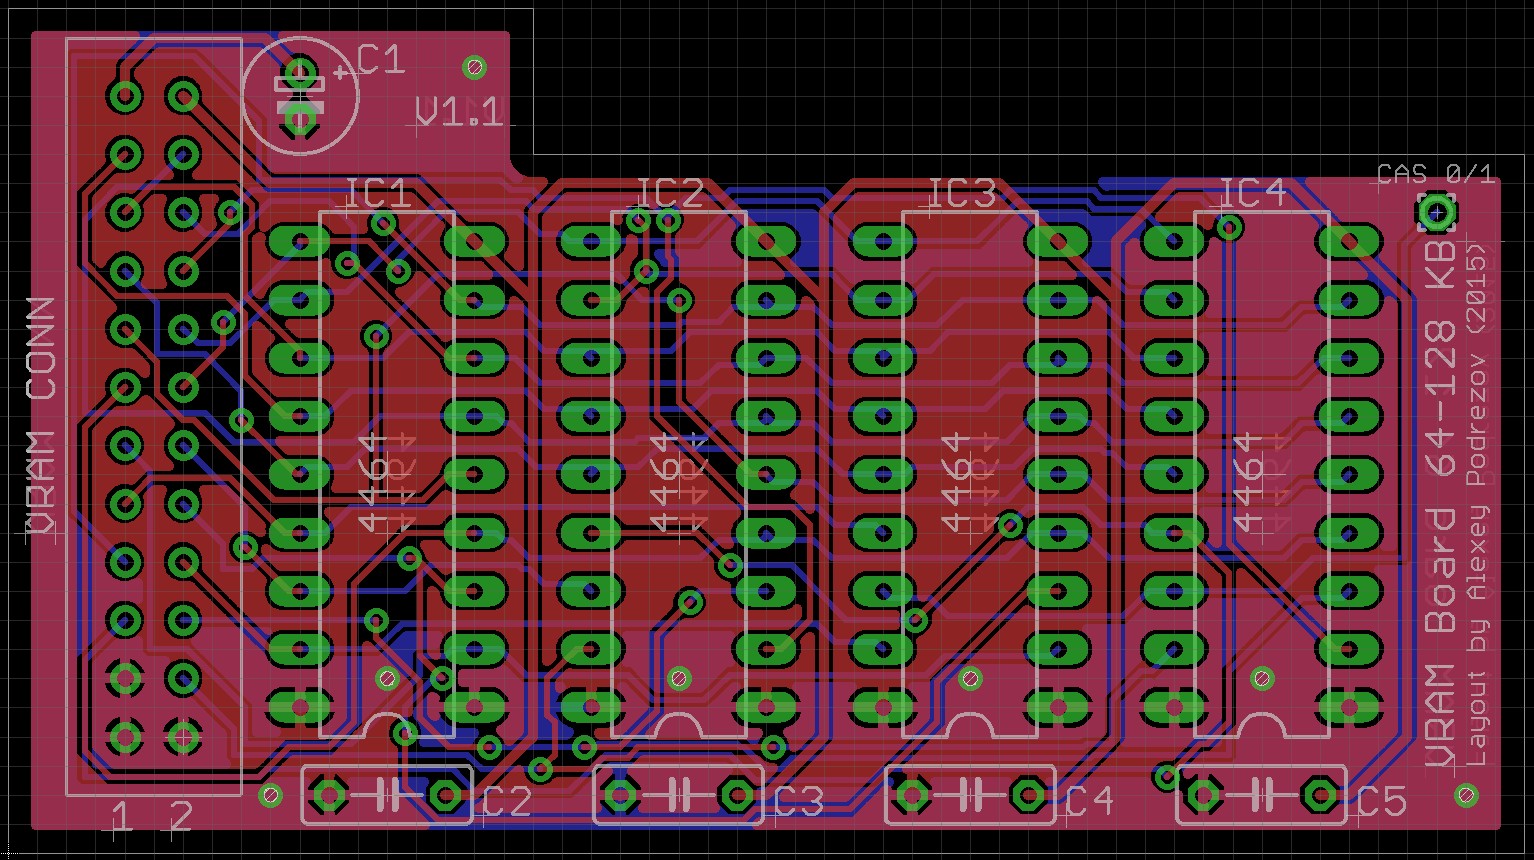 C1
V1.1
CAS 0/1
IC1
IC2
IC3
IC4
VRAM CONN
4464
4464
4464
4464
VRAM Board 64-128 KB
Layout by Alexey Podrezov (2015)
C2
C3
C4
C5
1 2